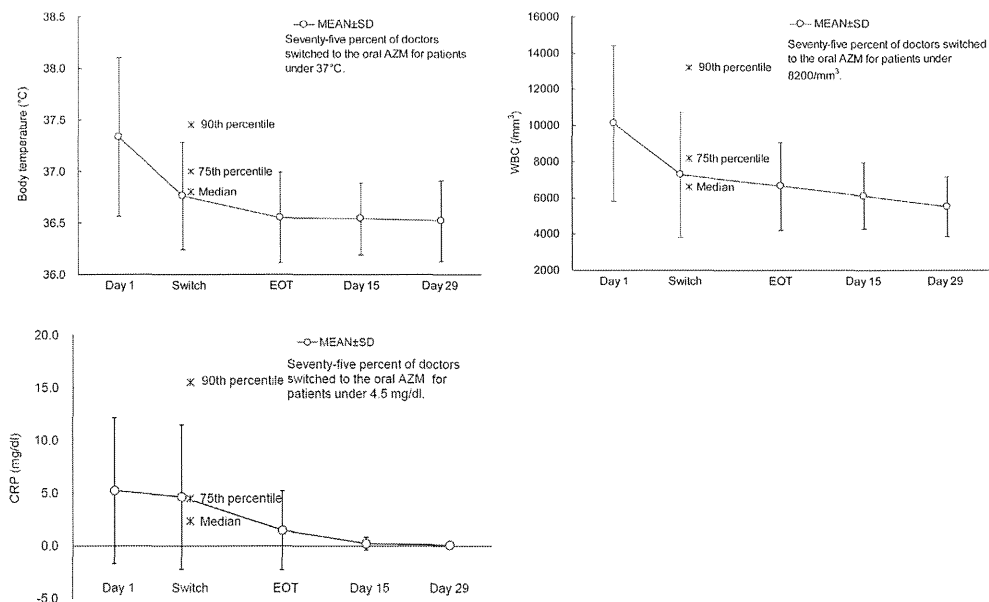 38.5
38.0
37.5
37.0
36.5
36.0
Body temperature (°C)
MEAN±SD
Seventy-five percent of doctors
switched to the oral AZM for patients
under 37°C.
90th percentile
75th percentile
Median
Day 1 Switch EOT Day 15 Day 29
16000
14000
12000
10000
8000
6000
4000
2000
WBC (/mm³)
MEAN±SD
Seventy-five percent of doctors switched
to the oral AZM for patients under
8200/mm³.
90th percentile
75th percentile
Median
Day 1 Switch EOT Day 15 Day 29
20.0
15.0
10.0
5.0
0.0
-5.0
CRP (mg/dl)
MEAN±SD
Seventy-five percent of doctors
switched to the oral AZM for
patients under 4.5 mg/dl.
90th percentile
75th percentile
Median
Day 1 Switch EOT Day 15 Day 29